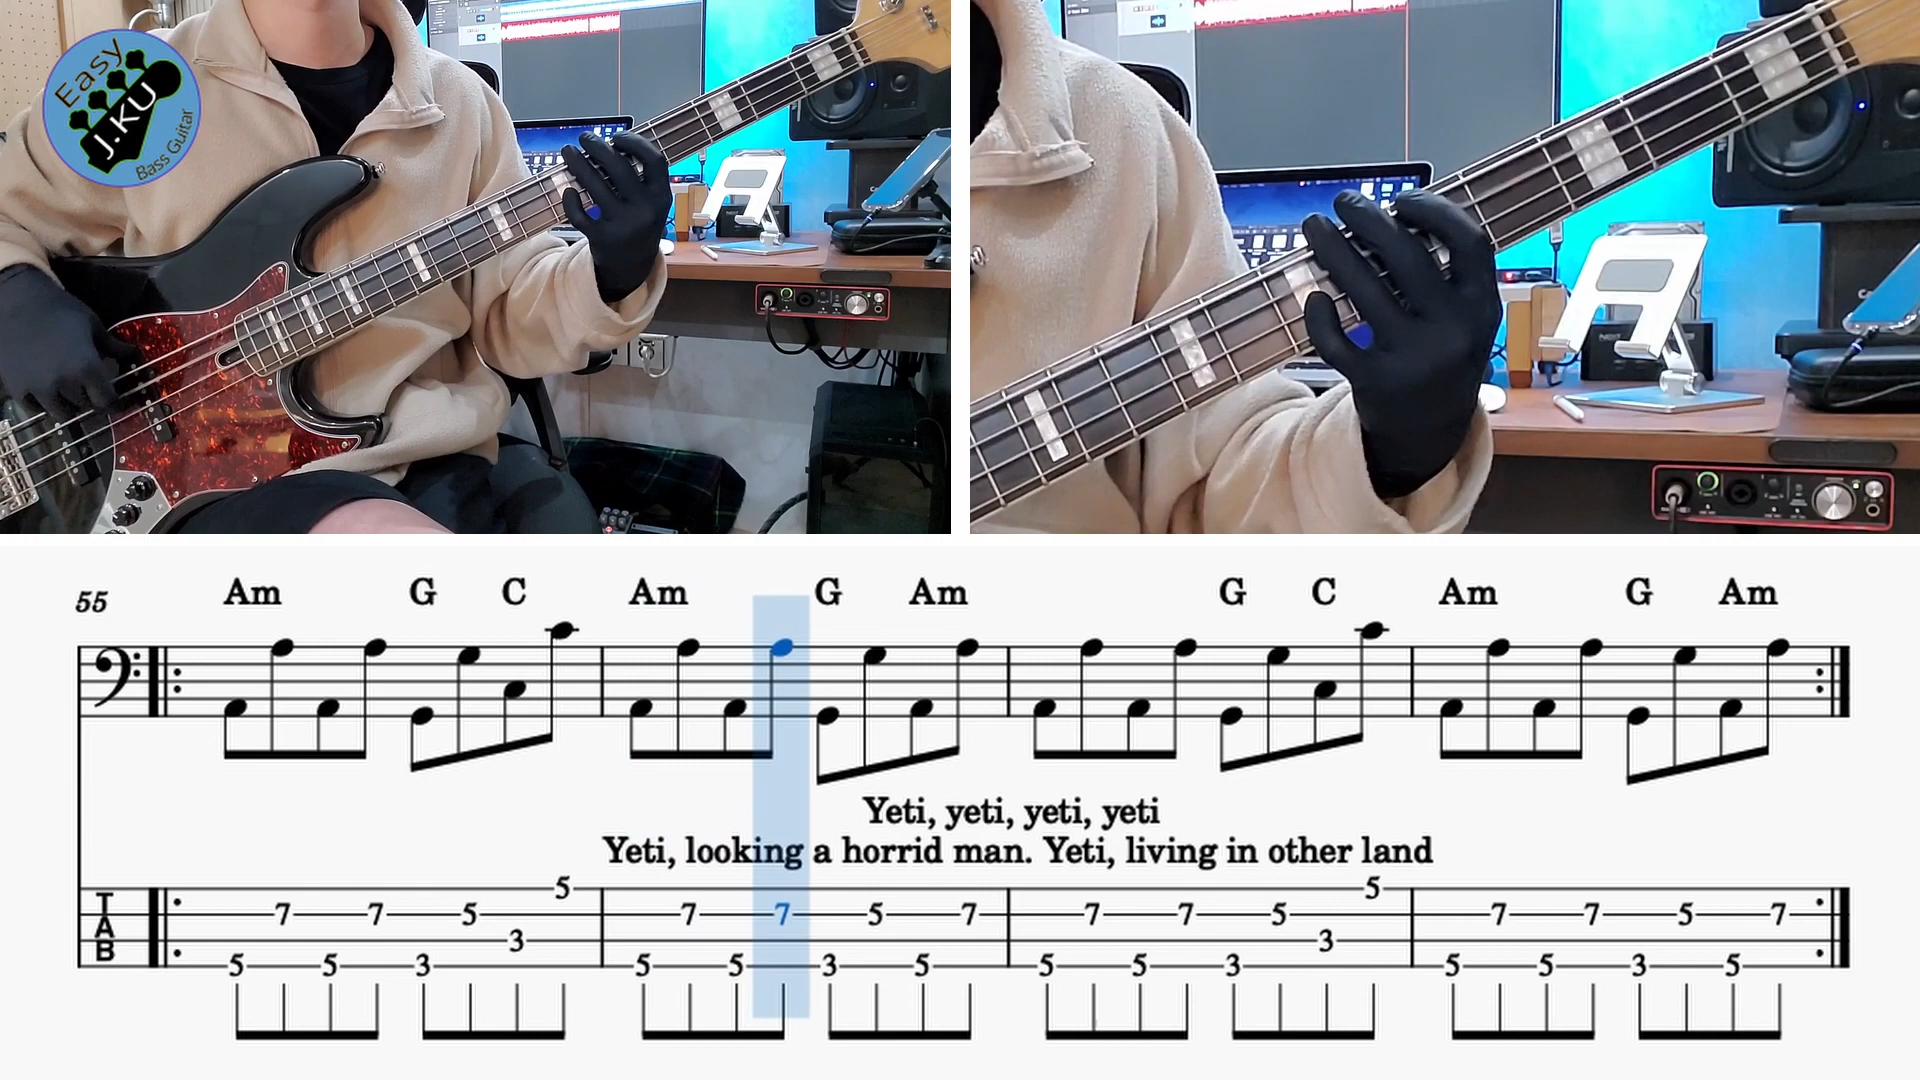 Easy
J.KU
Bass Guitar
55 Am G C Am G Am G C Am G Am
Yeti, yeti, yeti, yeti
Yeti, looking a horrid man. Yeti, living in other land
T
A
B
5 5
7 7 5 7 7 5 7 7 7 5 7 7 5 7
3 3
5 5 3 5 5 3 5 5 5 3 5 5 3 5